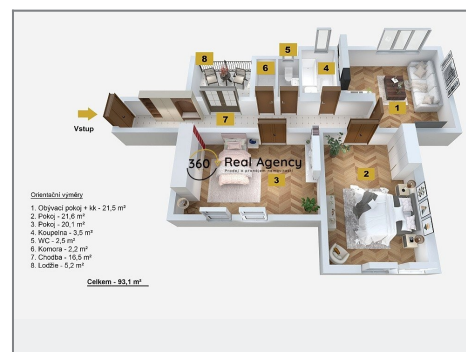 8
5
6
4
1
Vstup
7
360°
Real Agency
Prodej a pronájem nemovitostí
3
2
Orientační výměry
1. Obývací pokoj + kk - 21,5 m²
2. Pokoj - 21,6 m²
3. Pokoj - 20,1 m²
4. Koupelna - 3,5 m²
5. WC - 2,5 m²
6. Komora - 2,2 m²
7. Chodba - 16,5 m²
8. Lodžie - 5,2 m²
Celkem - 93,1 m²